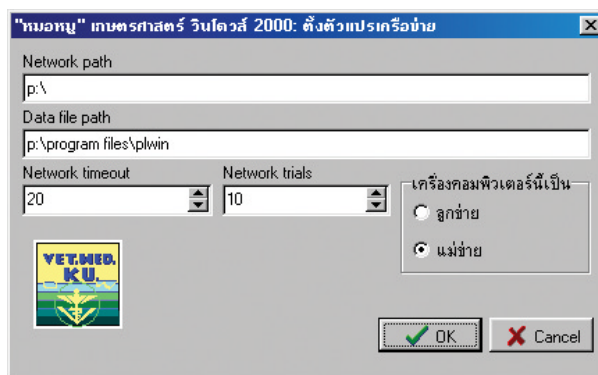 "หมอหมู" เกษตรศาสตร์ วินโดวส์ 2000: ตั้งตัวแปรเครือข่าย
Network path
p:\
Data file path
p:\program files\plwin
Network timeout
Network trials
20
10
เครื่องคอมพิวเตอร์นี้เป็น
ลูกข่าย
แม่ข่าย
VET.MED.
KU.
OK
Cancel